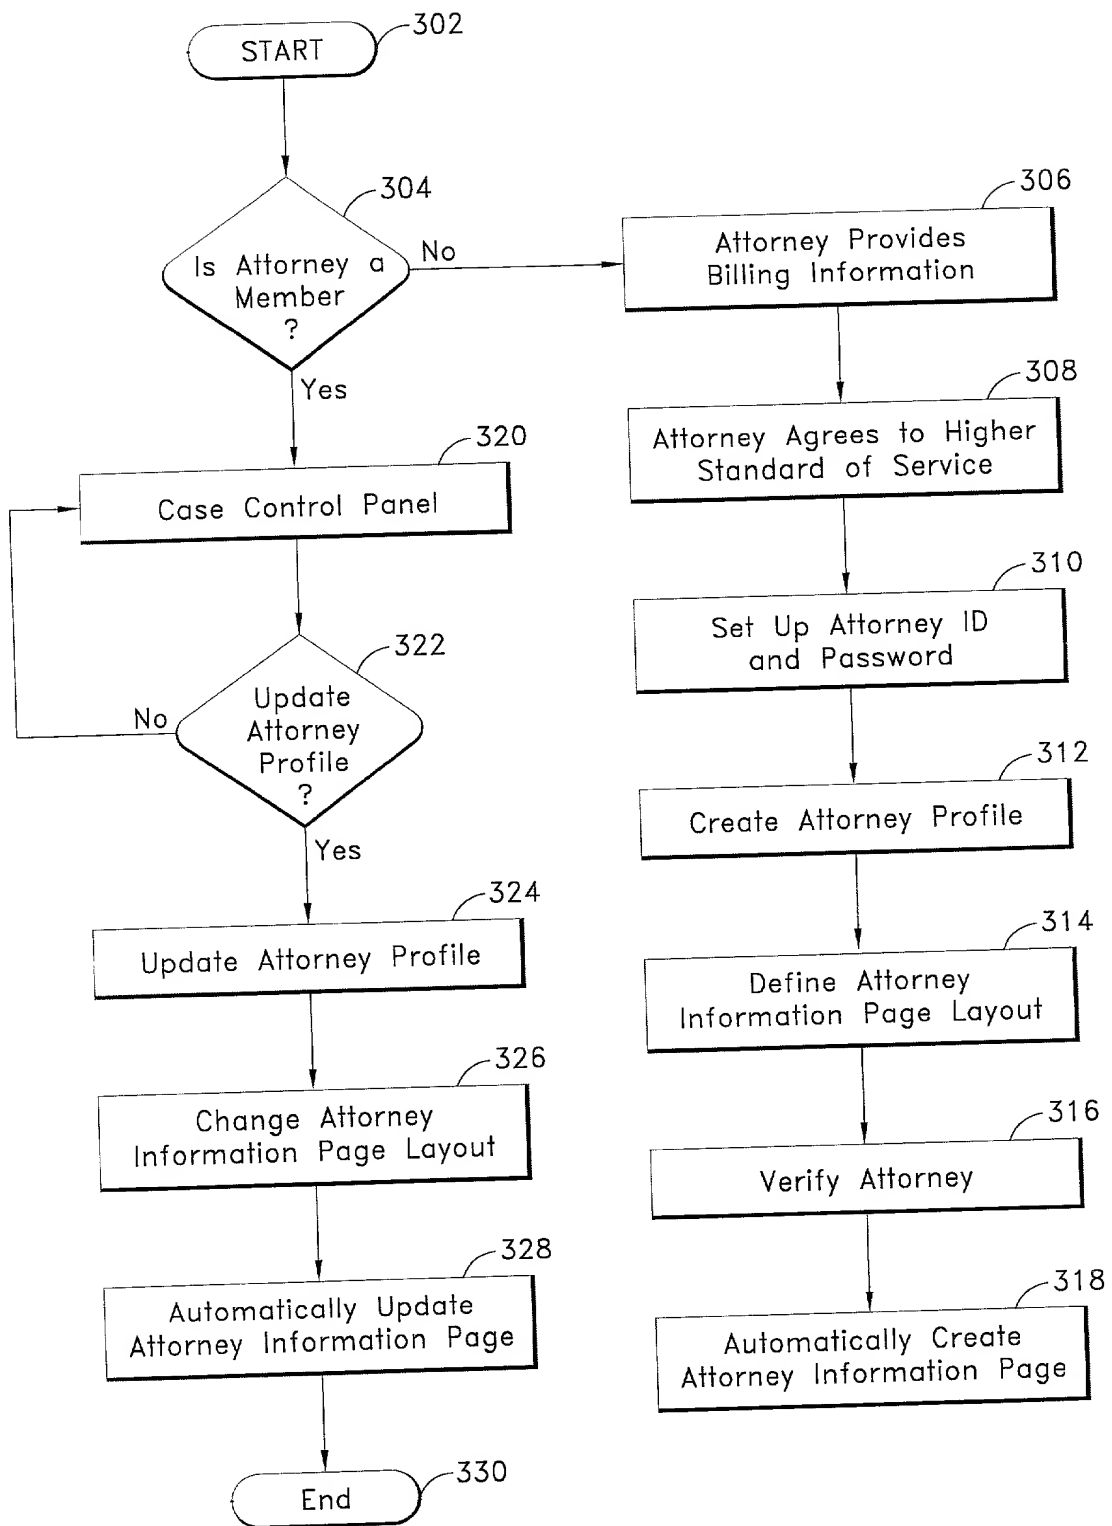 START
302
304
Is Attorney a
Member
?
No
Yes
306
Attorney Provides
Billing Information
308
Attorney Agrees to Higher
Standard of Service
310
Set Up Attorney ID
and Password
312
Create Attorney Profile
314
Define Attorney
Information Page Layout
316
Verify Attorney
318
Automatically Create
Attorney Information Page
320
Case Control Panel
322
Update
Attorney
Profile
?
No
Yes
324
Update Attorney Profile
326
Change Attorney
Information Page Layout
328
Automatically Update
Attorney Information Page
330
End